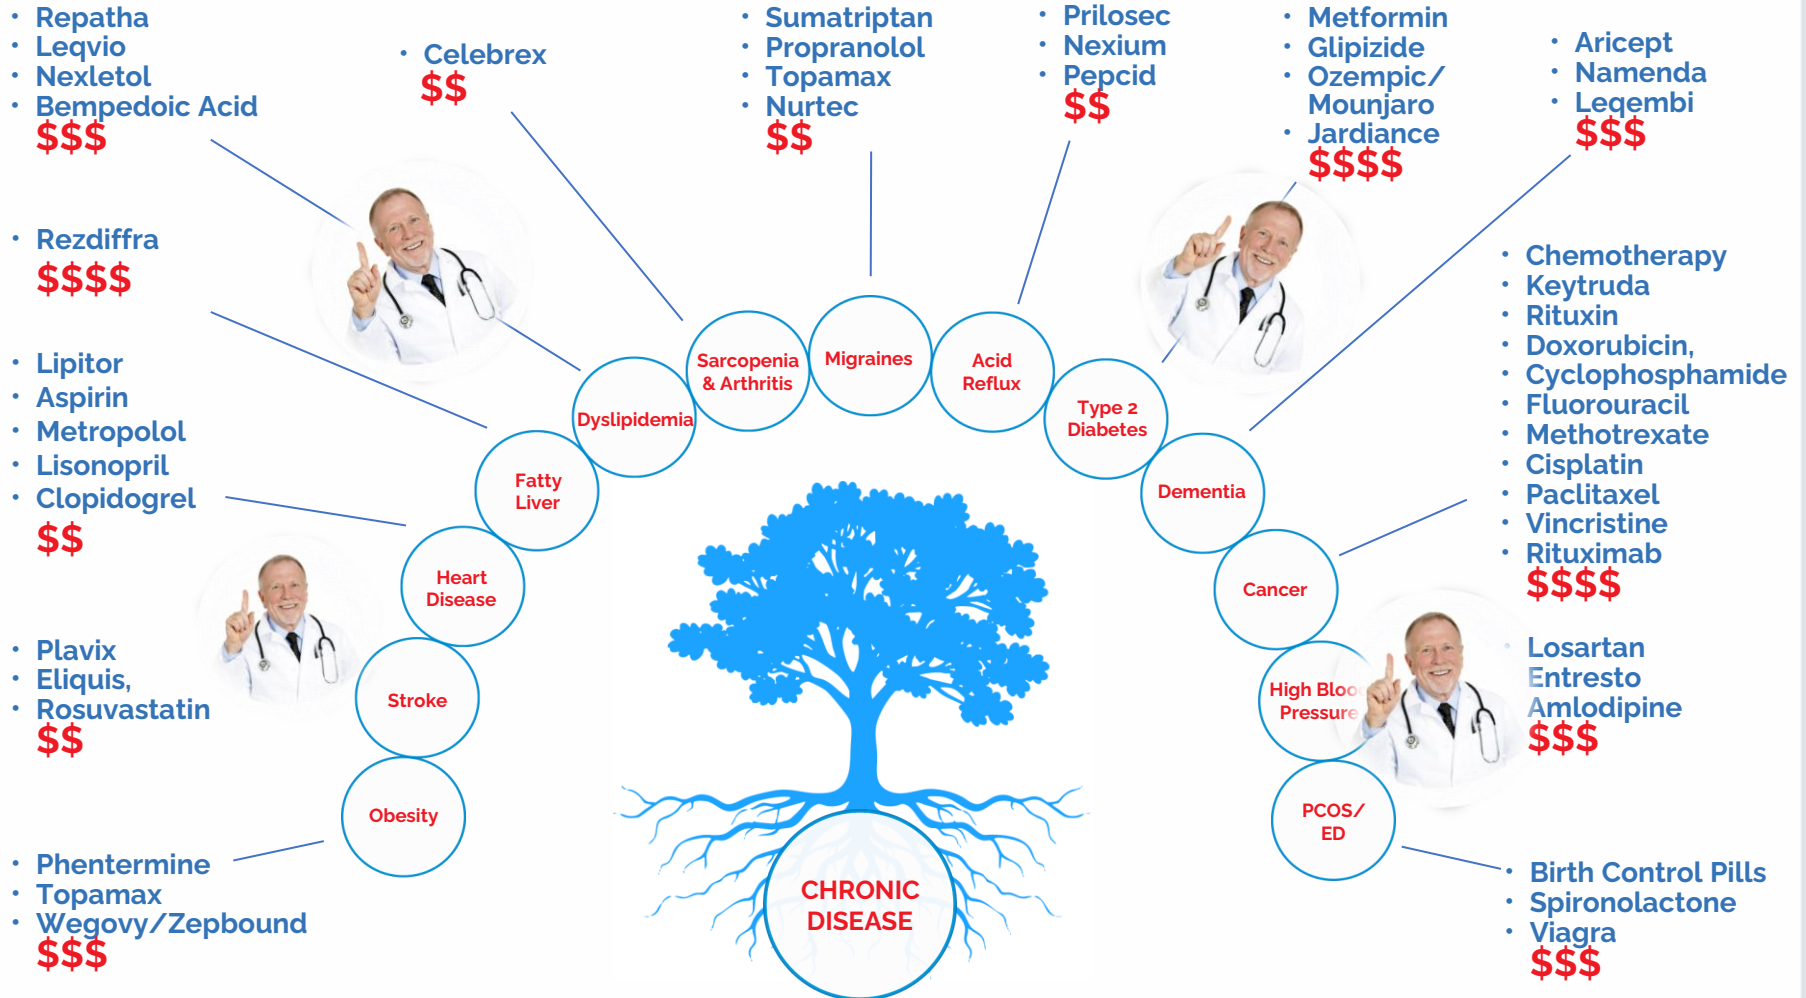 Repatha
Leqvio
Nexletol
Bempedoic Acid
$$$
Celebrex
$$
Sumatriptan
Propranolol
Topamax
Nurtec
$$
Prilosec
Nexium
Pepcid
$$
Metformin
Glipizide
Ozempic/
Mounjaro
Jardiance
$$$$
Aricept
Namenda
Leqembi
$$$
Rezdiffra
$$$$
Lipitor
Aspirin
Metropolol
Lisonopril
Clopidogrel
$$
Plavix
Eliquis,
Rosuvastatin
$$
Phentermine
Topamax
Wegovy/Zepbound
$$$
Obesity
Stroke
Heart
Disease
Fatty
Liver
Dyslipidemia
Sarcopenia
& Arthritis
Migraines
Acid
Reflux
Type 2
Diabetes
Dementia
Cancer
High Blood
Pressure
PCOS/
ED
CHRONIC
DISEASE
Chemotherapy
Keytruda
Rituxin
Doxorubicin,
Cyclophosphamide
Fluorouracil
Methotrexate
Cisplatin
Paclitaxel
Vincristine
Rituximab
$$$$
Losartan
Entresto
Amlodipine
$$$
Birth Control Pills
Spironolactone
Viagra
$$$